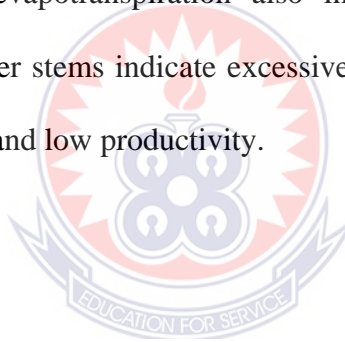 evapotranspiration also
er stems indicate excessive
and low productivity.
EDUCATION FOR SERVICE